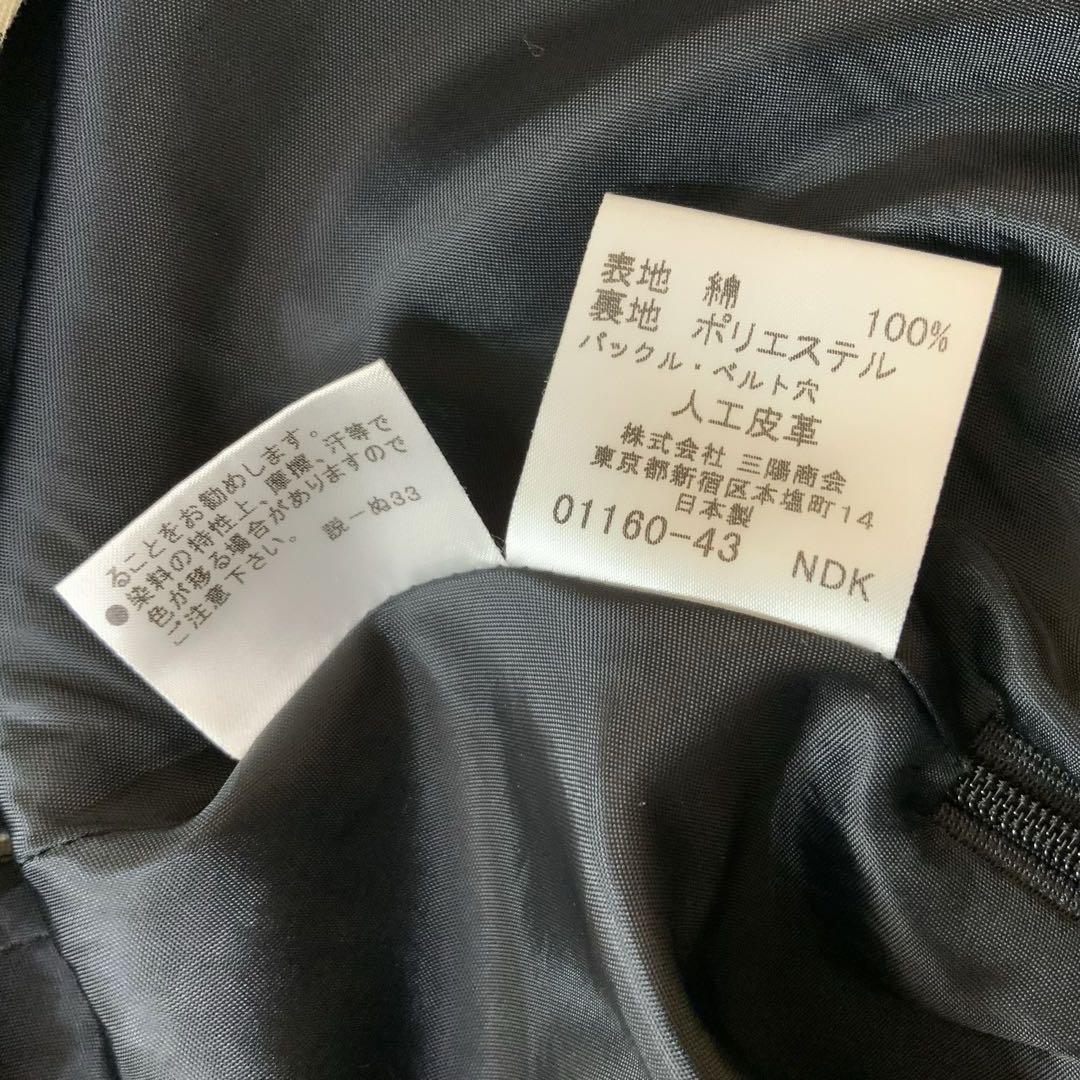 ることをお勧めします。
●染料の特性上、摩擦、汗等で
色が移る場合がありますので
ご注意下さい。
説－ぬ33
表地 綿 100%
裏地 ポリエステル
バックル・ベルト穴
人工皮革
株式会社 三陽商会
東京都新宿区本塩町14
日本製
01160-43 NDK